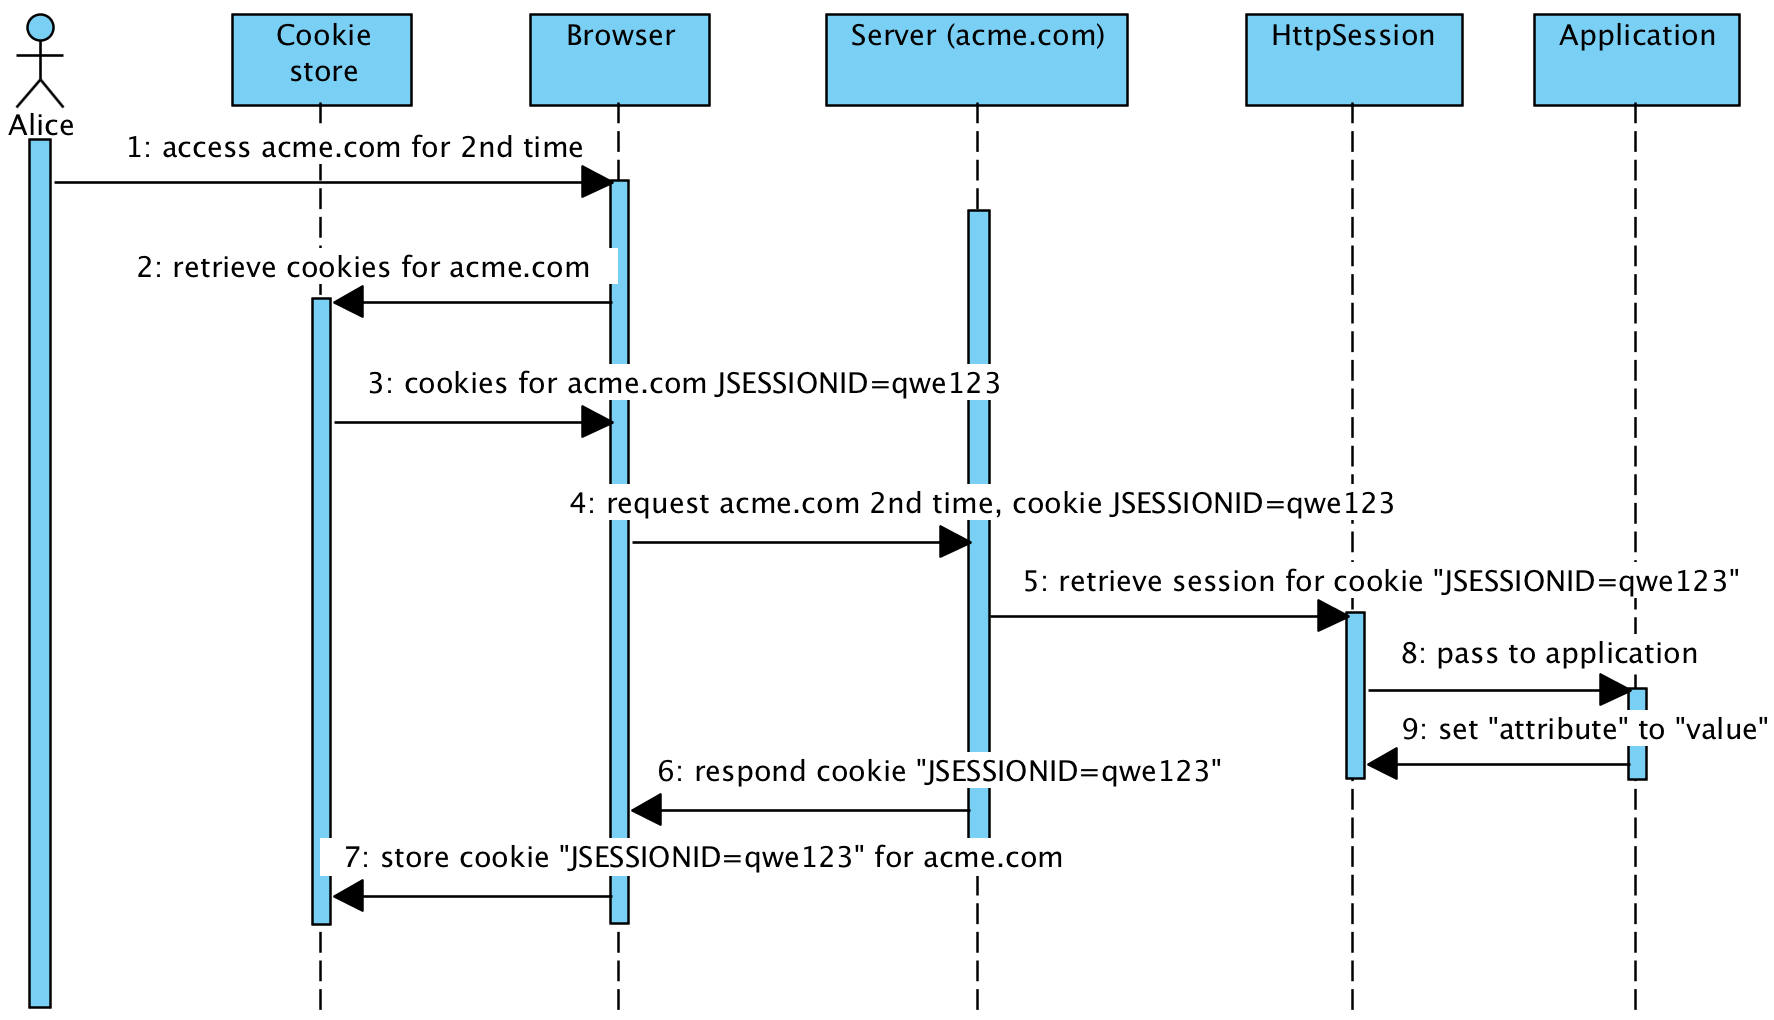 Cookie
store
Browser
Server (acme.com)
HttpSession
Application
Alice
1: access acme.com for 2nd time
2: retrieve cookies for acme.com
3: cookies for acme.com JSESSIONID=qwe123
4: request acme.com 2nd time, cookie JSESSIONID=qwe123
5: retrieve session for cookie "JSESSIONID=qwe123"
8: pass to application
9: set "attribute" to "value"
6: respond cookie "JSESSIONID=qwe123"
7: store cookie "JSESSIONID=qwe123" for acme.com